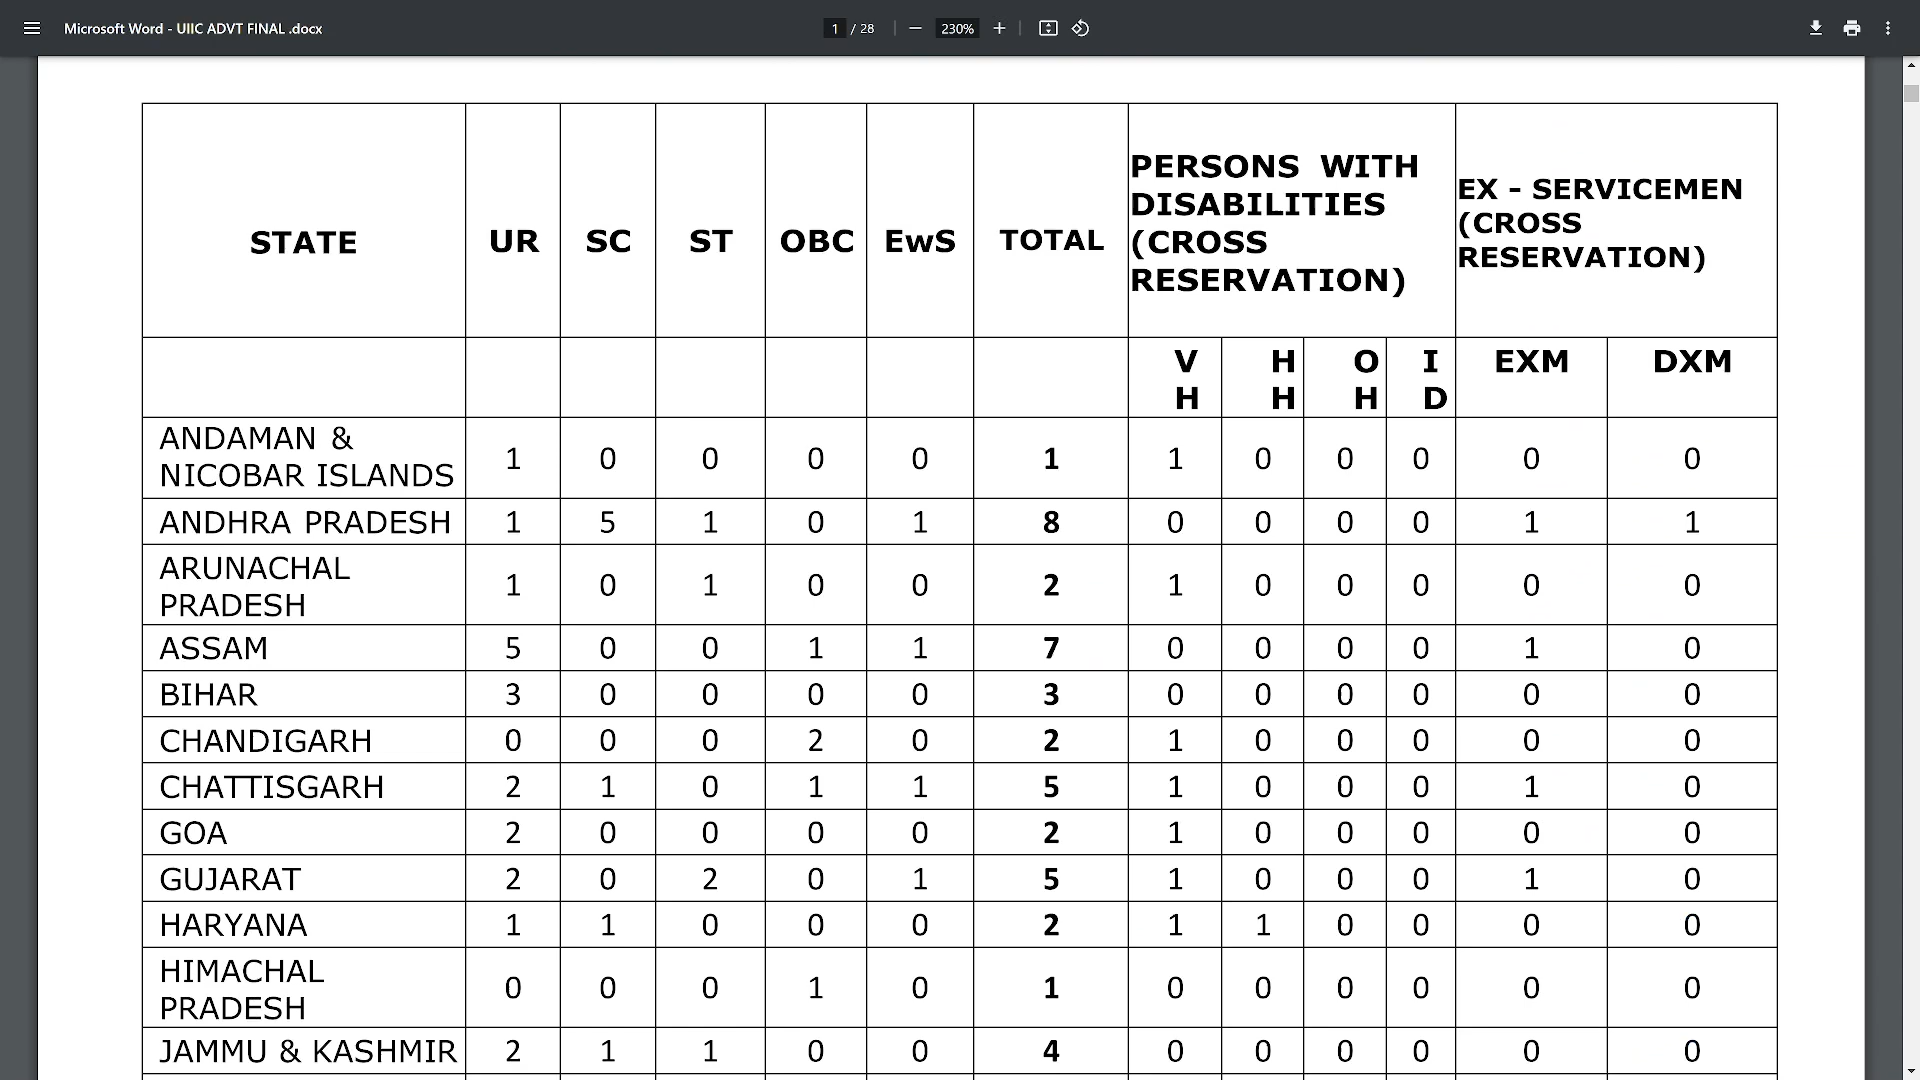 Microsoft Word - UIIC ADVT FINAL .docx
1 / 28
230%
STATE UR SC ST OBC EwS TOTAL PERSONS WITH DISABILITIES (CROSS RESERVATION) EX - SERVICEMEN (CROSS RESERVATION)
VH HH OH ID EXM DXM
ANDAMAN & NICOBAR ISLANDS 1 0 0 0 0 1 1 0 0 0 0 0
ANDHRA PRADESH 1 5 1 0 1 8 0 0 0 0 1 1
ARUNACHAL PRADESH 1 0 1 0 0 2 1 0 0 0 0 0
ASSAM 5 0 0 1 1 7 0 0 0 0 1 0
BIHAR 3 0 0 0 0 3 0 0 0 0 0 0
CHANDIGARH 0 0 0 2 0 2 1 0 0 0 0 0
CHATTISGARH 2 1 0 1 1 5 1 0 0 0 1 0
GOA 2 0 0 0 0 2 1 0 0 0 0 0
GUJARAT 2 0 2 0 1 5 1 0 0 0 1 0
HARYANA 1 1 0 0 0 2 1 1 0 0 0 0
HIMACHAL PRADESH 0 0 0 1 0 1 0 0 0 0 0 0
JAMMU & KASHMIR 2 1 1 0 0 4 0 0 0 0 0 0